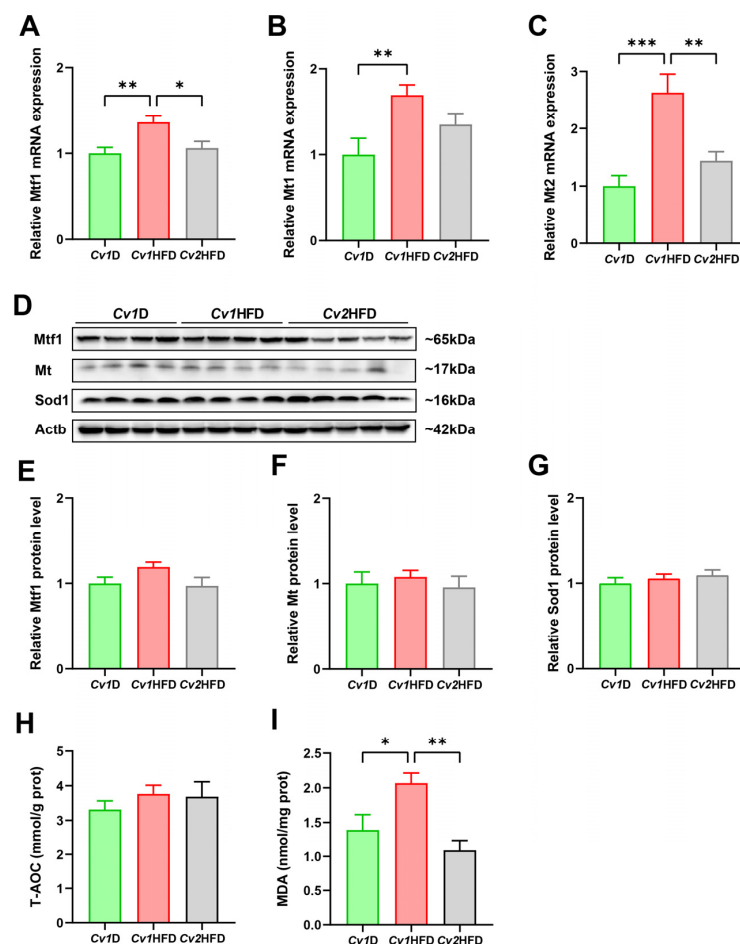 A
Relative Mtf1 mRNA expression
2
1
0
**
*
Cv1D
Cv1HFD
Cv2HFD
B
Relative Mt1 mRNA expression
2
1
0
**
Cv1D
Cv1HFD
Cv2HFD
C
Relative Mt2 mRNA expression
3
2
1
0
***
**
Cv1D
Cv1HFD
Cv2HFD
D
Cv1D
Cv1HFD
Cv2HFD
Mtf1
~65kDa
Mt
~17kDa
Sod1
~16kDa
Actb
~42kDa
E
Relative Mtf1 protein level
2
1
0
Cv1D
Cv1HFD
Cv2HFD
F
Relative Mt protein level
2
1
0
Cv1D
Cv1HFD
Cv2HFD
G
Relative Sod1 protein level
2
1
0
Cv1D
Cv1HFD
Cv2HFD
H
T-AOC (mmol/g prot)
5
4
3
2
1
0
Cv1D
Cv1HFD
Cv2HFD
I
MDA (nmol/mg prot)
2.5
2.0
1.5
1.0
0.5
0.0
*
**
Cv1D
Cv1HFD
Cv2HFD